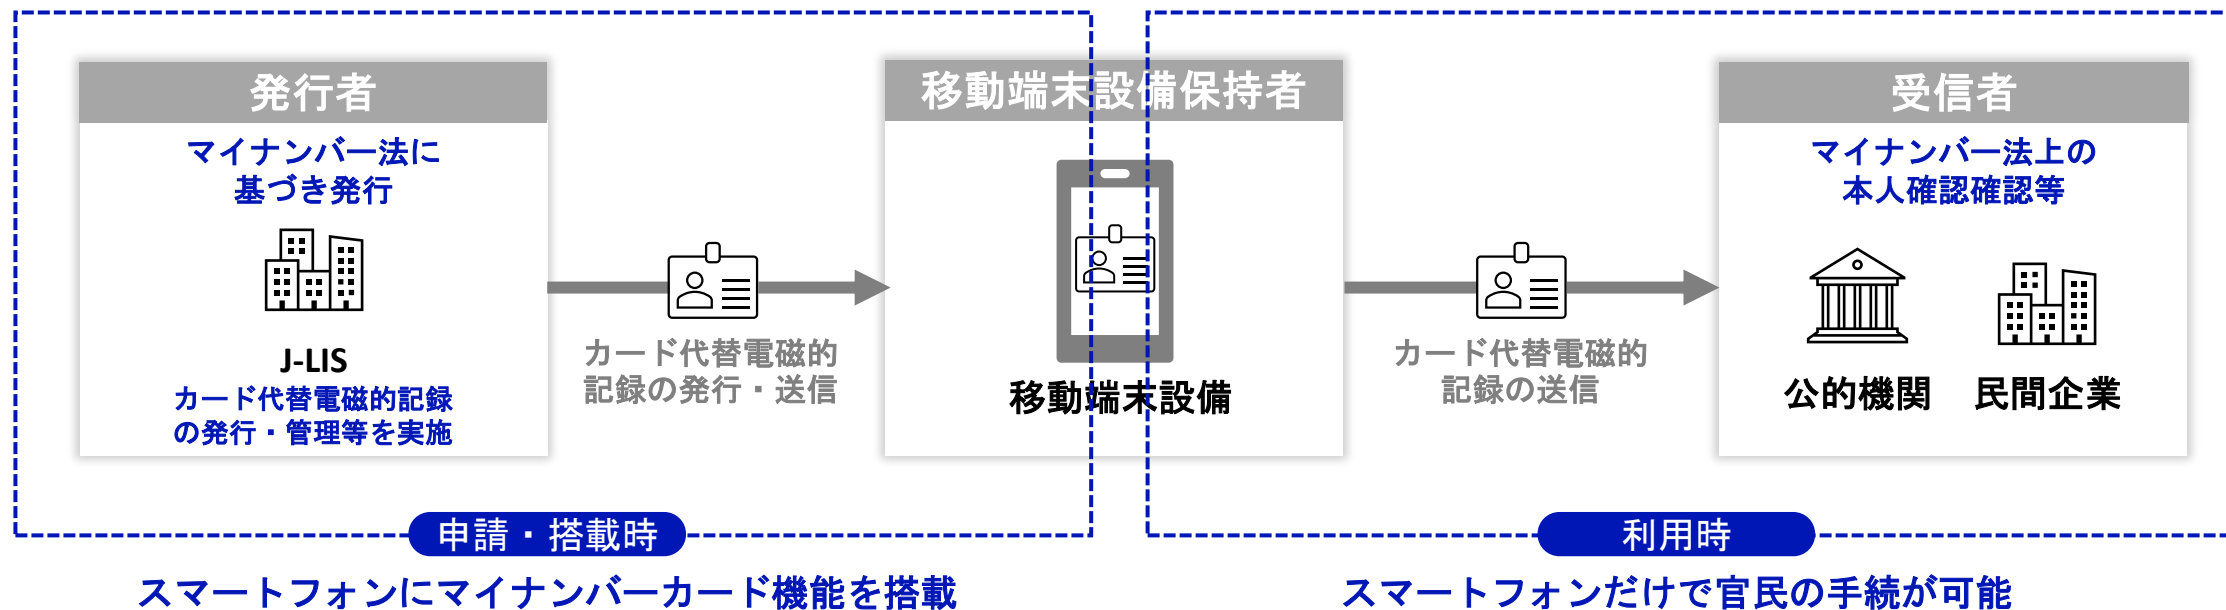 発行者
マイナンバー法に
基づき発行
J-LIS
カード代替電磁的記録
の発行・管理等を実施
カード代替電磁的
記録の発行・送信
移動端末設備保持者
移動端末設備
カード代替電磁的
記録の送信
受信者
マイナンバー法上の
本人確認確認等
公的機関
民間企業
申請・搭載時
スマートフォンにマイナンバーカード機能を搭載
利用時
スマートフォンだけで官民の手続が可能